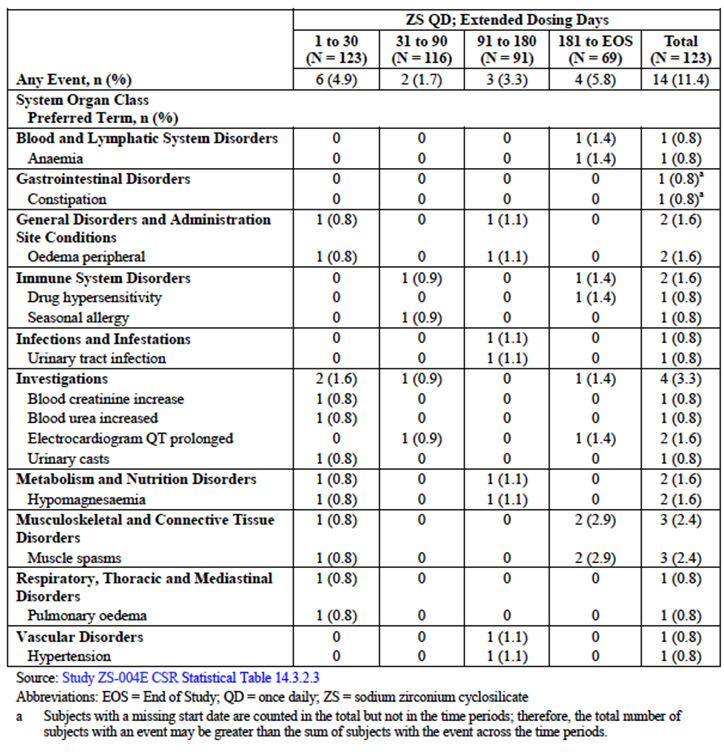 ZS QD; Extended Dosing Days
1 to 30 (N = 123) 31 to 90 (N = 116) 91 to 180 (N = 91) 181 to EOS (N = 69) Total (N = 123)
Any Event, n (%) 6 (4.9) 2 (1.7) 3 (3.3) 4 (5.8) 14 (11.4)
System Organ Class
Preferred Term, n (%)
Blood and Lymphatic System Disorders 0 0 0 1 (1.4) 1 (0.8)
Anaemia 0 0 0 1 (1.4) 1 (0.8)
Gastrointestinal Disorders 0 0 0 0 1 (0.8)a
Constipation 0 0 0 0 1 (0.8)a
General Disorders and Administration 1 (0.8) 0 1 (1.1) 0 2 (1.6)
Site Conditions
Oedema peripheral 1 (0.8) 0 1 (1.1) 0 2 (1.6)
Immune System Disorders 0 1 (0.9) 0 1 (1.4) 2 (1.6)
Drug hypersensitivity 0 0 0 1 (1.4) 1 (0.8)
Seasonal allergy 0 1 (0.9) 0 0 1 (0.8)
Infections and Infestations 0 0 1 (1.1) 0 1 (0.8)
Urinary tract infection 0 0 1 (1.1) 0 1 (0.8)
Investigations 2 (1.6) 1 (0.9) 0 1 (1.4) 4 (3.3)
Blood creatinine increase 1 (0.8) 0 0 0 1 (0.8)
Blood urea increased 1 (0.8) 0 0 0 1 (0.8)
Electrocardiogram QT prolonged 0 1 (0.9) 0 1 (1.4) 2 (1.6)
Urinary casts 1 (0.8) 0 0 0 1 (0.8)
Metabolism and Nutrition Disorders 1 (0.8) 0 1 (1.1) 0 2 (1.6)
Hypomagnesaemia 1 (0.8) 0 1 (1.1) 0 2 (1.6)
Musculoskeletal and Connective Tissue 1 (0.8) 0 0 2 (2.9) 3 (2.4)
Disorders
Muscle spasms 1 (0.8) 0 0 2 (2.9) 3 (2.4)
Respiratory, Thoracic and Mediastinal 1 (0.8) 0 0 0 1 (0.8)
Disorders
Pulmonary oedema 1 (0.8) 0 0 0 1 (0.8)
Vascular Disorders 0 0 1 (1.1) 0 1 (0.8)
Hypertension 0 0 1 (1.1) 0 1 (0.8)
Source: Study ZS-004E CSR Statistical Table 14.3.2.3
Abbreviations: EOS = End of Study; QD = once daily; ZS = sodium zirconium cyclosilicate
a Subjects with a missing start date are counted in the total but not in the time periods; therefore, the total number of
subjects with an event may be greater than the sum of subjects with the event across the time periods.